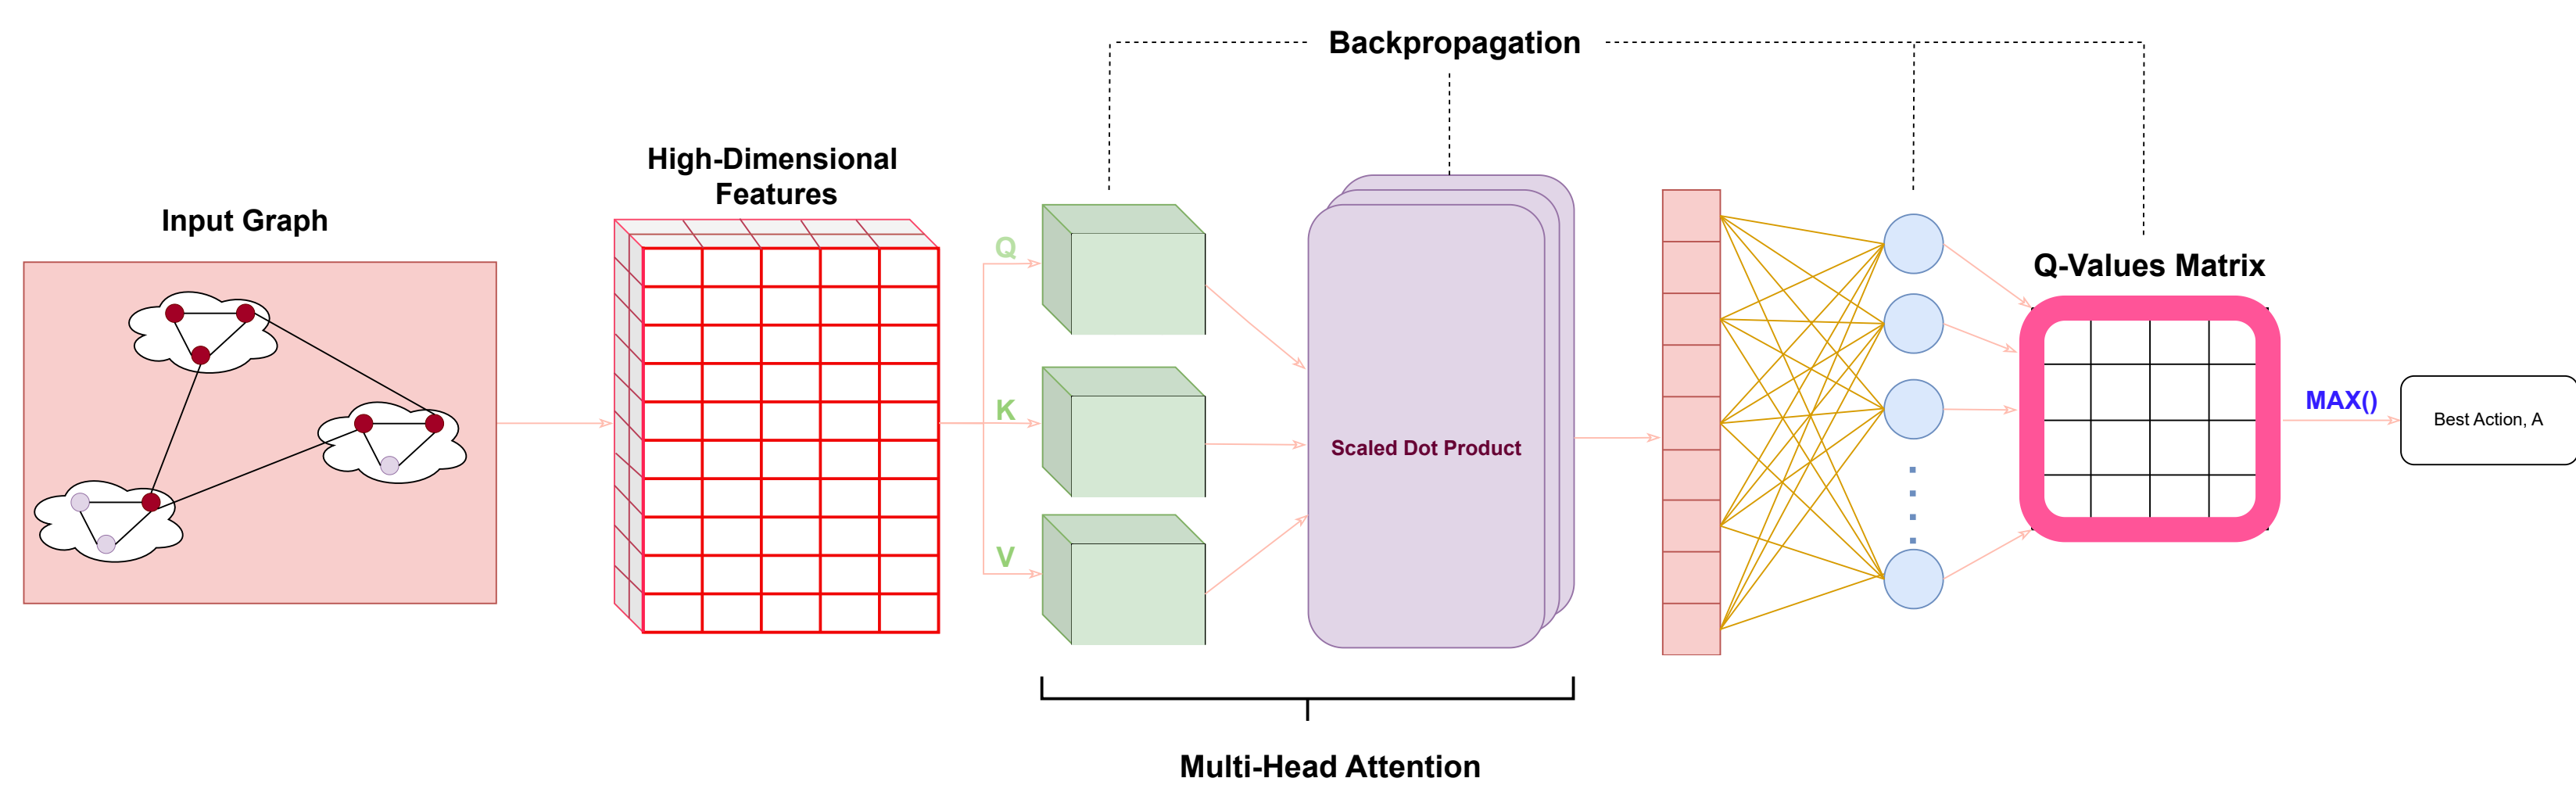 Backpropagation
High-Dimensional
Features
Input Graph
Q
K
V
Scaled Dot Product
Q-Values Matrix
MAX()
Best Action, A
Multi-Head Attention